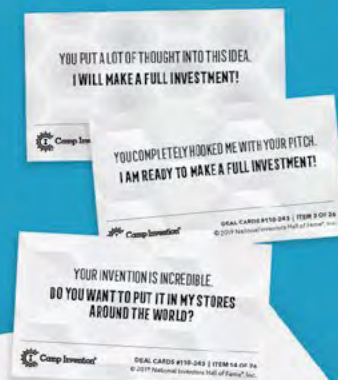 YOU PUT A LOT OF THOUGHT INTO THIS IDEA.
I WILL MAKE A FULL INVESTMENT!
Camp
YOU COMPLETELY HOOKED ME WITH YOUR PITCH.
I AM READY TO MAKE A FULL INVESTMENT!
Camp Invention®
DEAL CARDS #110-243 | ITEM 3 OF 26
© 2019 National Inventors Hall of Fame®, Inc.
YOUR INVENTION IS INCREDIBLE.
DO YOU WANT TO PUT IT IN MY STORES
AROUND THE WORLD?
Camp Invention®
DEAL CARDS #110-243 | ITEM 14 OF 26
© 2019 National Inventors Hall of Fame®, Inc.